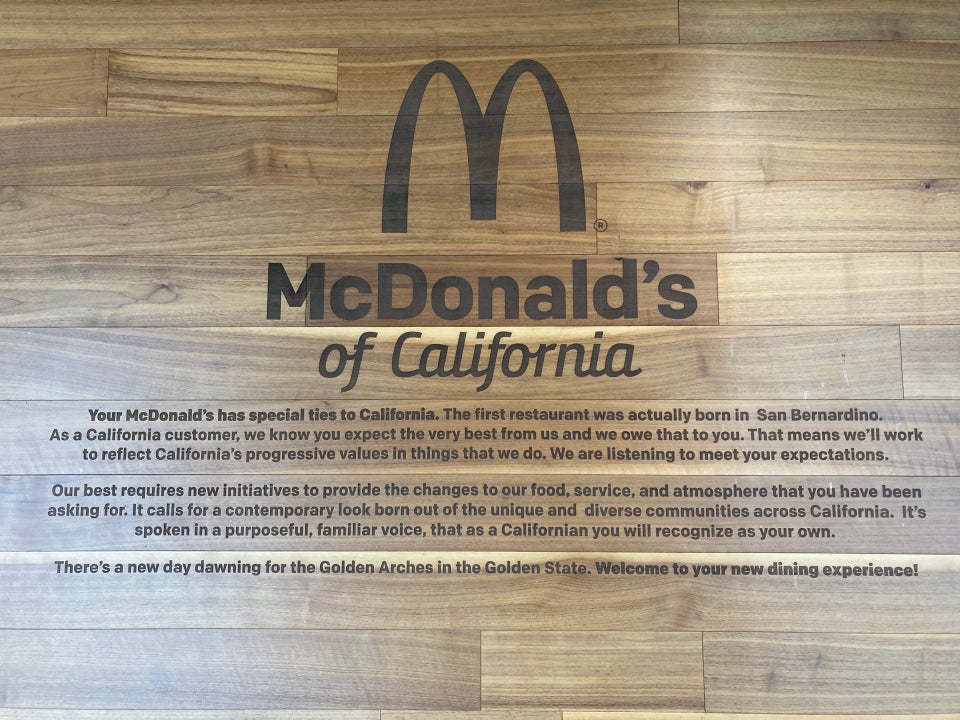 M®
McDonald's
of California
Your McDonald's has special ties to California. The first restaurant was actually born in San Bernardino.
As a California customer, we know you expect the very best from us and we owe that to you. That means we'll work
to reflect California's progressive values in things that we do. We are listening to meet your expectations.
Our best requires new initiatives to provide the changes to our food, service, and atmosphere that you have been
asking for. It calls for a contemporary look born out of the unique and diverse communities across California. It's
spoken in a purposeful, familiar voice, that as a Californian you will recognize as your own.
There's a new day dawning for the Golden Arches in the Golden State. Welcome to your new dining experience!